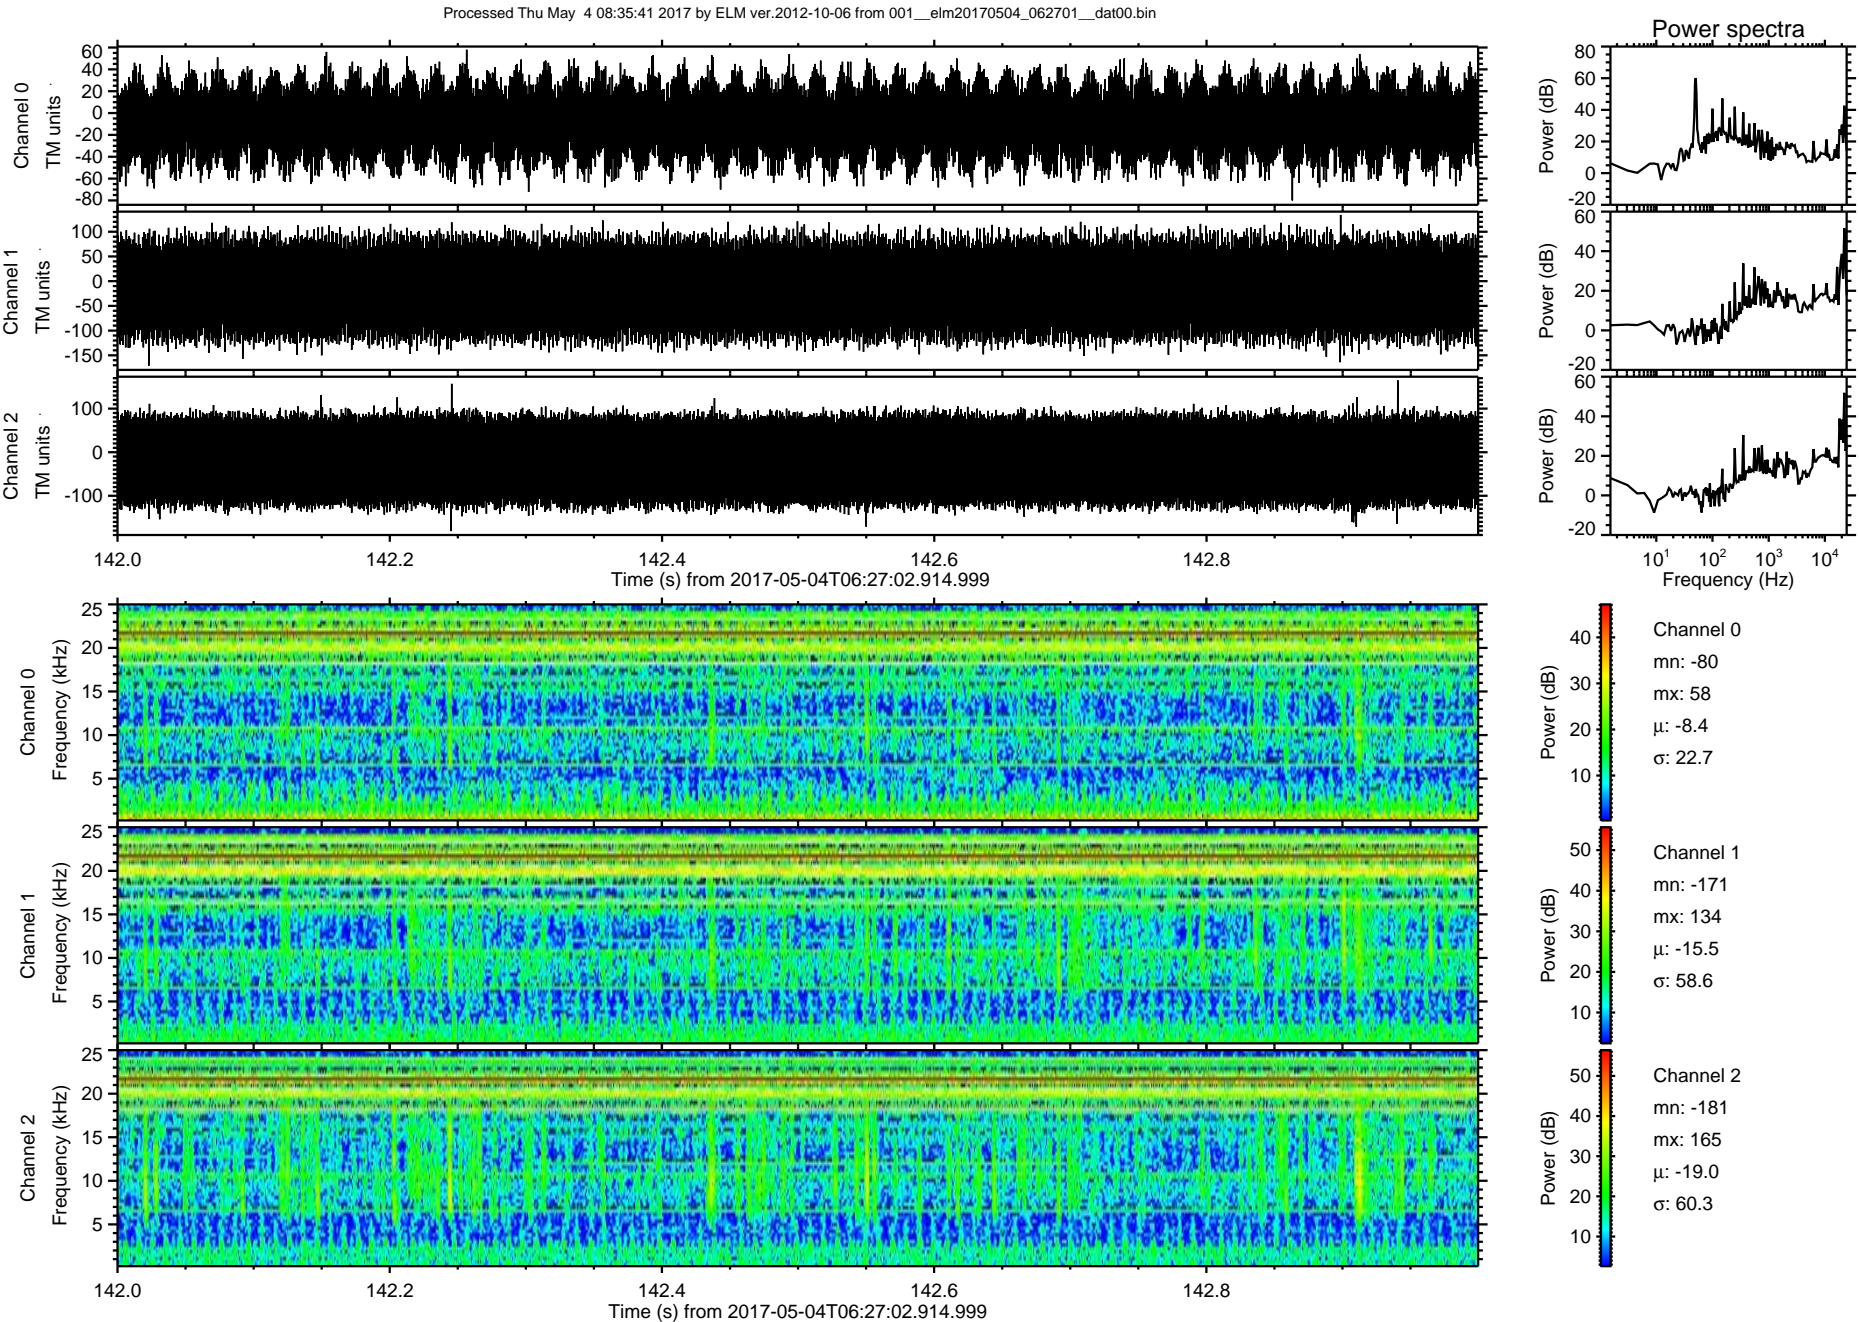 Processed Thu May  4 08:35:41 2017 by ELM ver.2012-10-06 from 001__elm20170504_062701__dat00.bin
Power spectra
Channel 0
TM units
60
40
20
0
-20
-40
-60
-80
Power (dB)
80
60
40
20
0
-20
Channel 1
TM units
100
50
0
-50
-100
-150
Power (dB)
60
40
20
0
-20
Channel 2
TM units
100
0
-100
Power (dB)
60
40
20
0
-20
142.0 142.2 142.4 142.6 142.8
Time (s) from 2017-05-04T06:27:02.914.999
10^1 10^2 10^3 10^4
Frequency (Hz)
Channel 0
Frequency (kHz)
25
20
15
10
5
Power (dB)
40
30
20
10
Channel 0
mn: -80
mx: 58
μ: -8.4
σ: 22.7
Channel 1
Frequency (kHz)
25
20
15
10
5
Power (dB)
50
40
30
20
10
Channel 1
mn: -171
mx: 134
μ: -15.5
σ: 58.6
Channel 2
Frequency (kHz)
25
20
15
10
5
Power (dB)
50
40
30
20
10
Channel 2
mn: -181
mx: 165
μ: -19.0
σ: 60.3
142.0 142.2 142.4 142.6 142.8
Time (s) from 2017-05-04T06:27:02.914.999